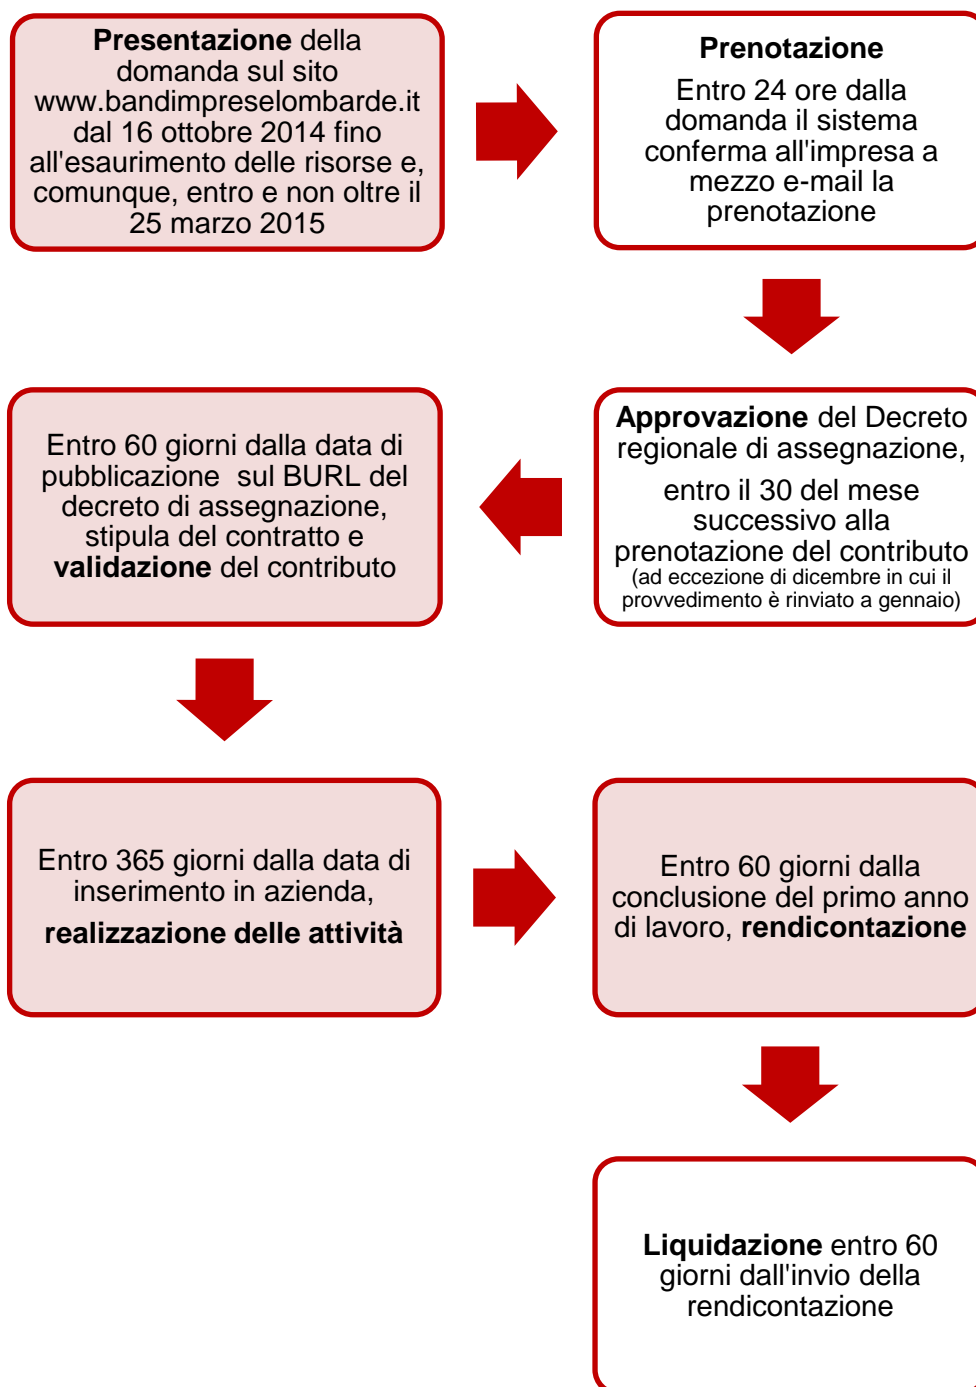 Presentazione della
domanda sul sito
www.bandimpreselombarde.it
dal 16 ottobre 2014 fino
all'esaurimento delle risorse e,
comunque, entro e non oltre il
25 marzo 2015
Prenotazione
Entro 24 ore dalla
domanda il sistema
conferma all'impresa a
mezzo e-mail la
prenotazione
Approvazione del Decreto
regionale di assegnazione,
entro il 30 del mese
successivo alla
prenotazione del contributo
(ad eccezione di dicembre in cui il
provvedimento è rinviato a gennaio)
Entro 60 giorni dalla data di
pubblicazione  sul BURL del
decreto di assegnazione,
stipula del contratto e
validazione del contributo
Entro 365 giorni dalla data di
inserimento in azienda,
realizzazione delle attività
Entro 60 giorni dalla
conclusione del primo anno
di lavoro, rendicontazione
Liquidazione entro 60
giorni dall'invio della
rendicontazione